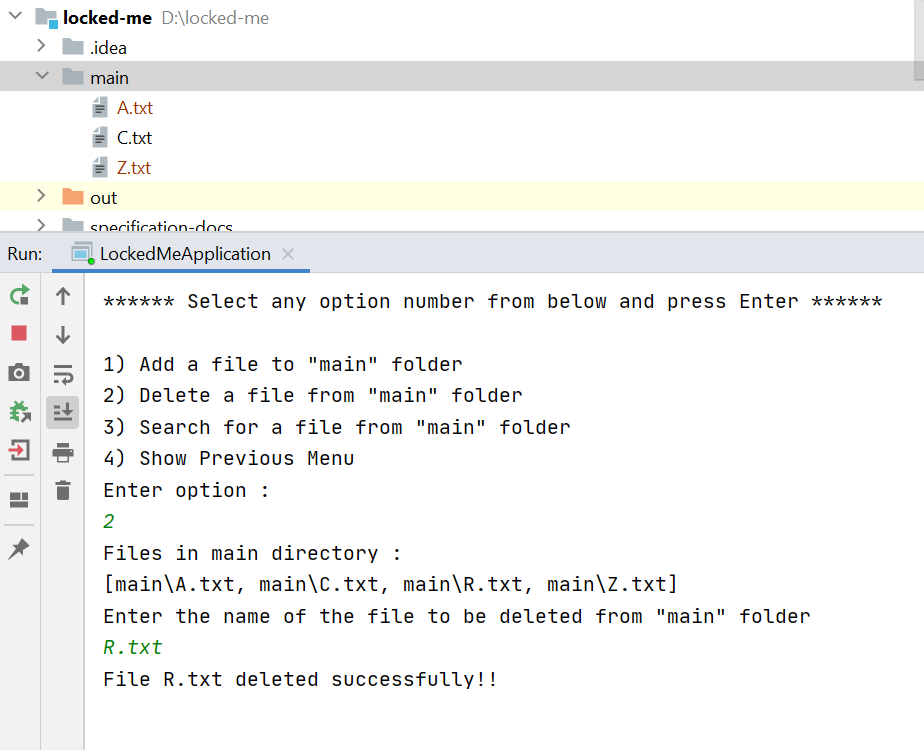 locked-me D:\locked-me
.idea
main
A.txt
C.txt
Z.txt
out
specification-docs
Run: LockedMeApplication
****** Select any option number from below and press Enter ******
1) Add a file to "main" folder
2) Delete a file from "main" folder
3) Search for a file from "main" folder
4) Show Previous Menu
Enter option :
2
Files in main directory :
[main\A.txt, main\C.txt, main\R.txt, main\Z.txt]
Enter the name of the file to be deleted from "main" folder
R.txt
File R.txt deleted successfully!!